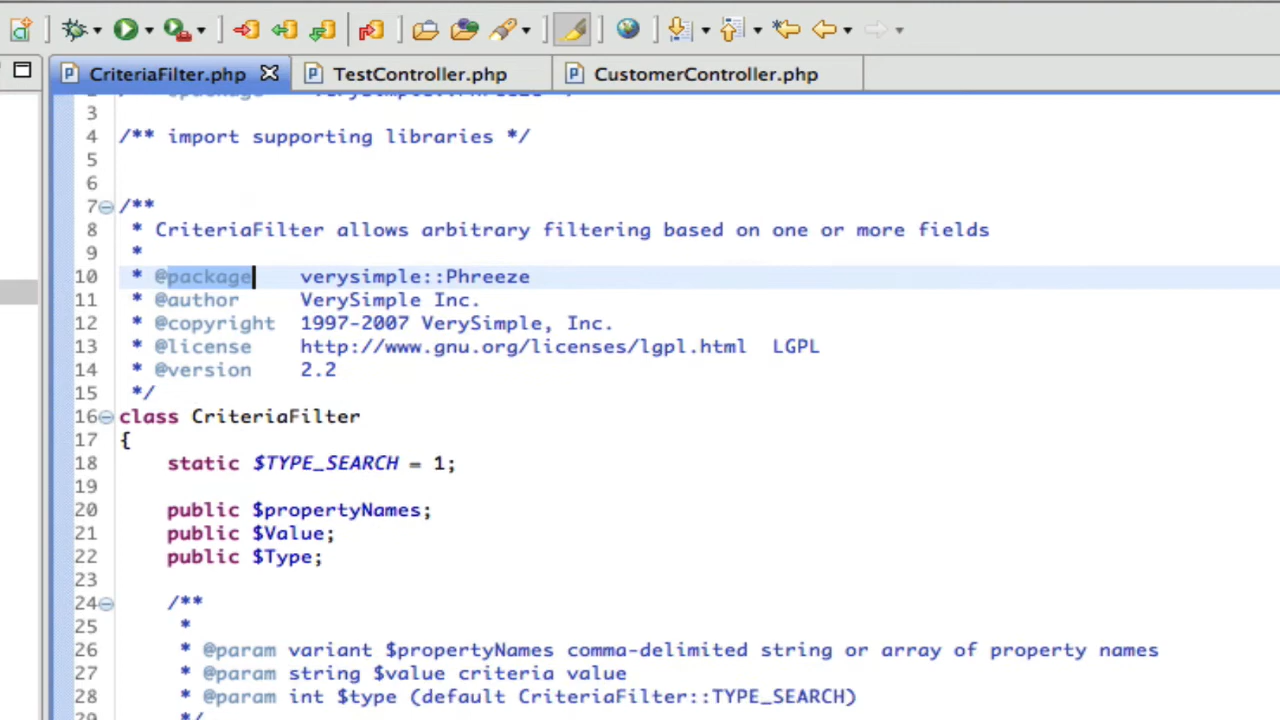 CriteriaFilter.php
TestController.php
CustomerController.php
3
4 /** import supporting libraries */
5
6
7 /**
8 * CriteriaFilter allows arbitrary filtering based on one or more fields
9 *
10 * @package verysimple::Phreeze
11 * @author VerySimple Inc.
12 * @copyright 1997-2007 VerySimple, Inc.
13 * @license http://www.gnu.org/licenses/lgpl.html LGPL
14 * @version 2.2
15 */
16 class CriteriaFilter
17 {
18 static $TYPE_SEARCH = 1;
19
20 public $propertyNames;
21 public $Value;
22 public $Type;
23
24 /**
25 *
26 * @param variant $propertyNames comma-delimited string or array of property names
27 * @param string $value criteria value
28 * @param int $type (default CriteriaFilter::TYPE_SEARCH)
29 */